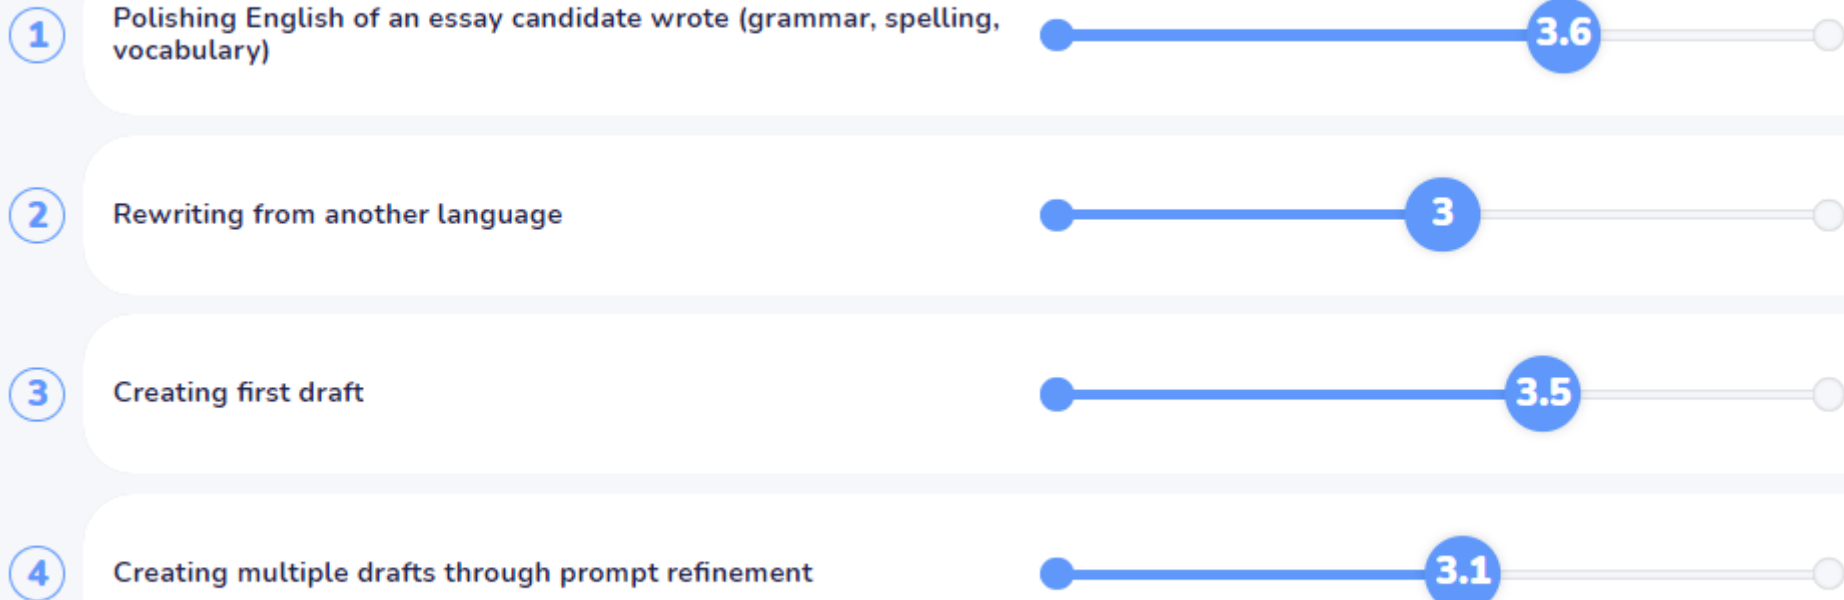 1
Polishing English of an essay candidate wrote (grammar, spelling,
vocabulary)
3.6
2
Rewriting from another language
3
3
Creating first draft
3.5
4
Creating multiple drafts through prompt refinement
3.1